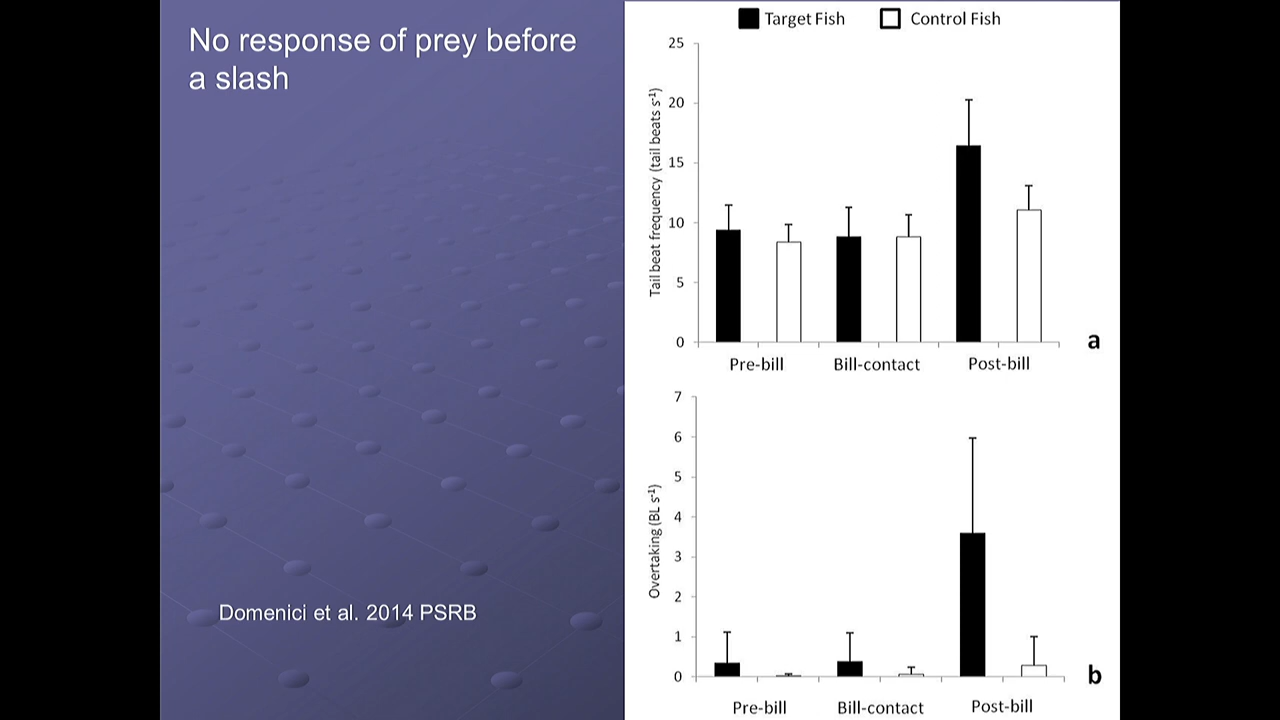 No response of prey before
a slash
Domenici et al. 2014 PSRB
Target Fish
Control Fish
Tail beat frequency (tail beats s⁻¹)
25
20
15
10
5
0
Pre-bill
Bill-contact
Post-bill
a
Overtaking (BL s⁻¹)
7
6
5
4
3
2
1
0
Pre-bill
Bill-contact
Post-bill
b